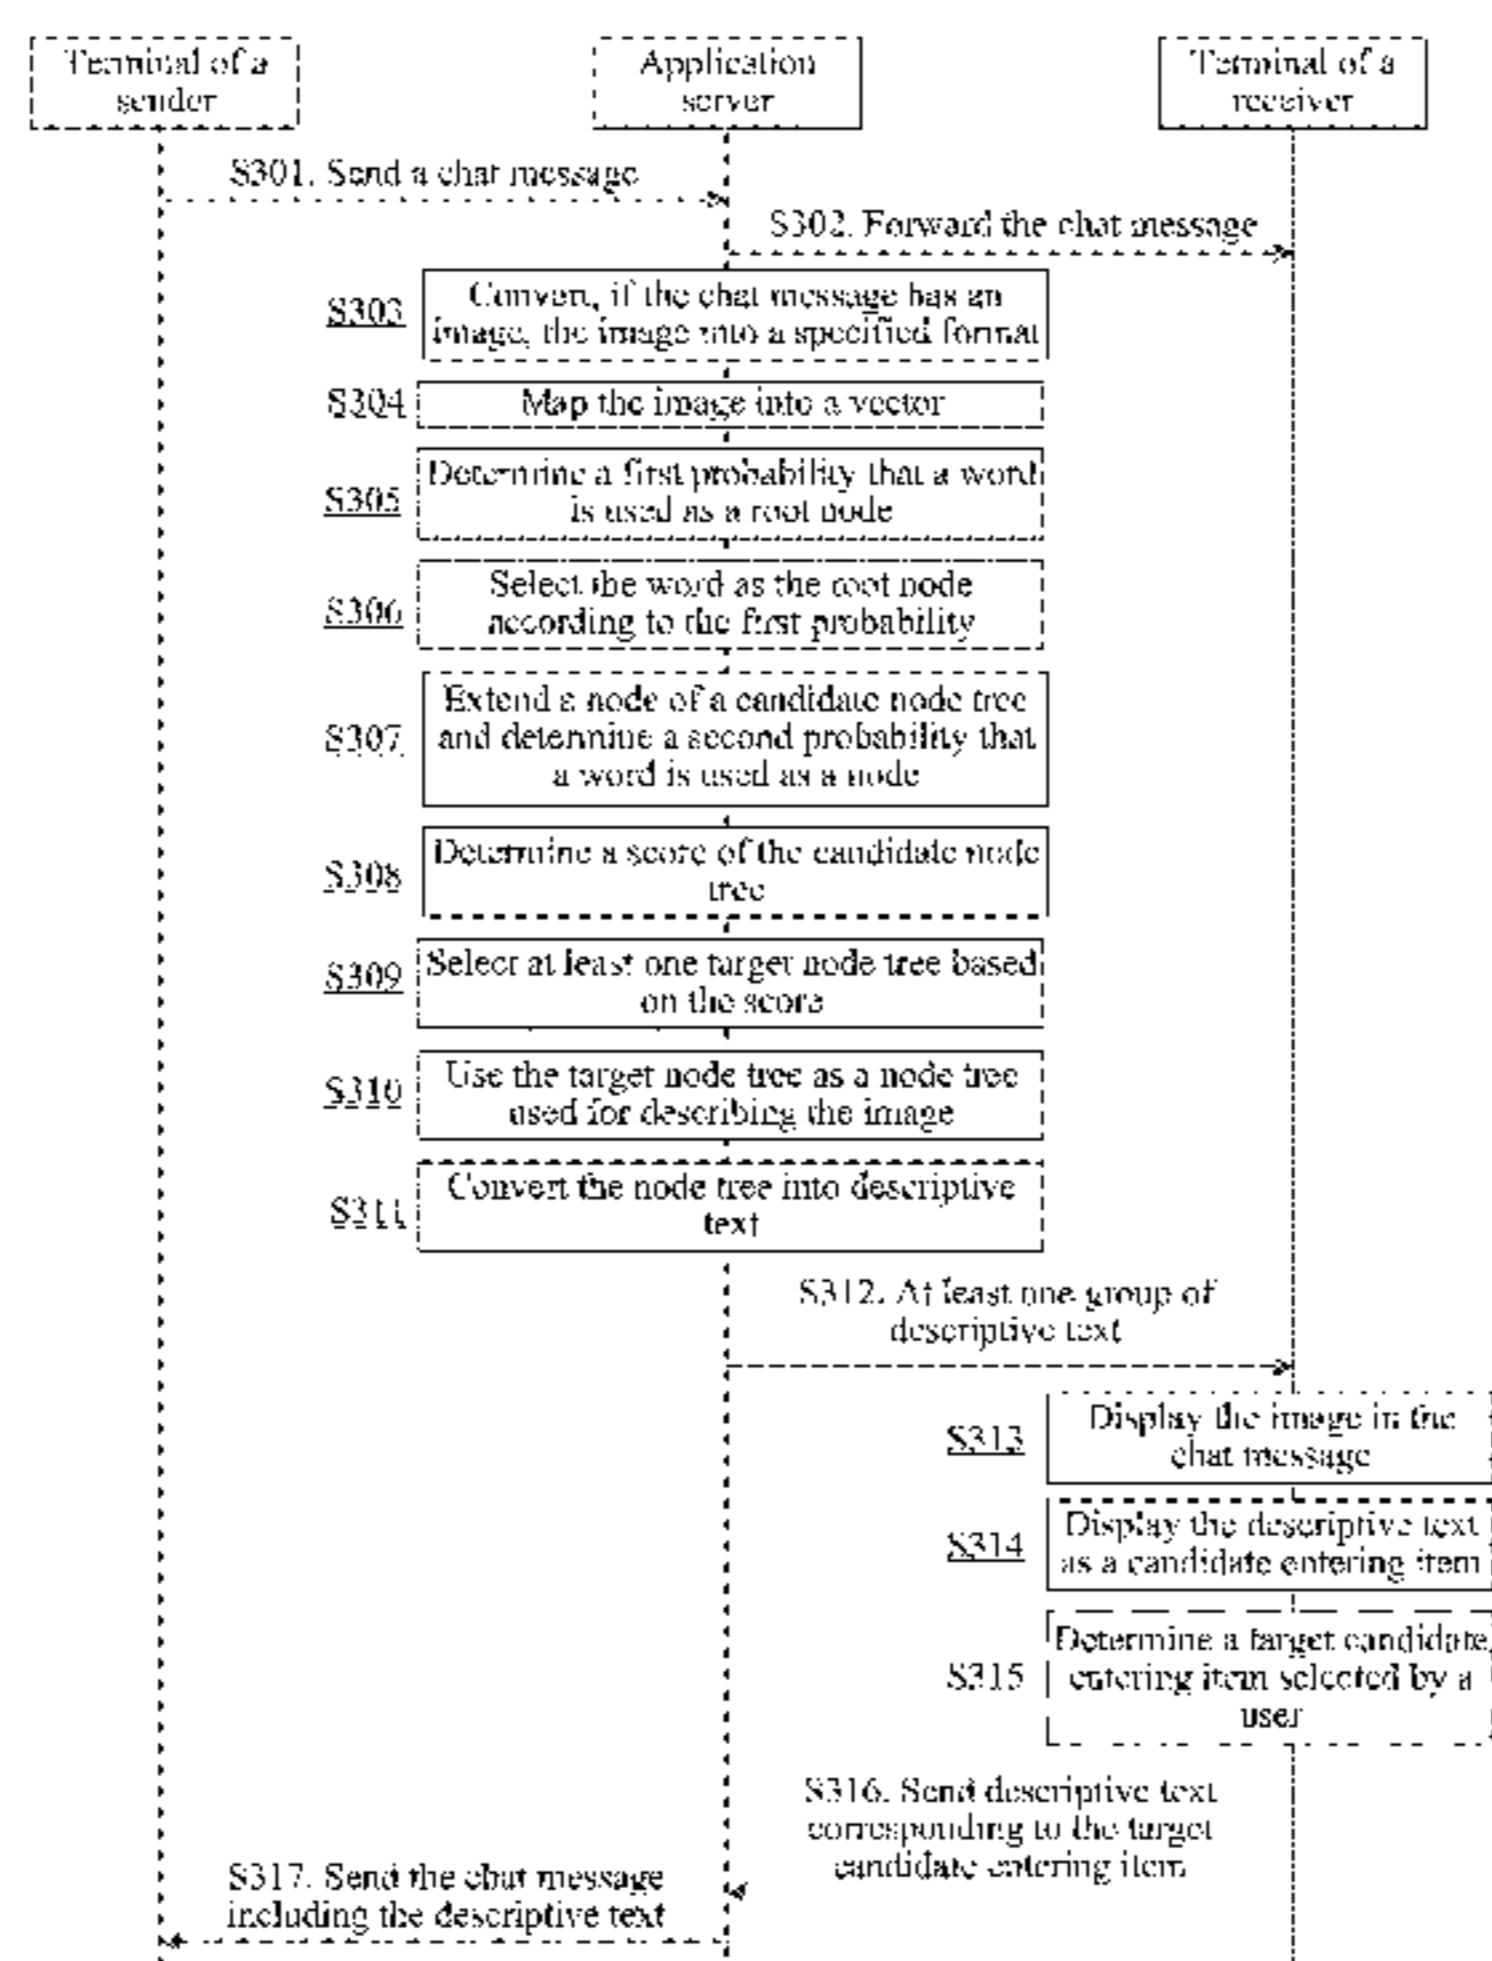 Terminal of a
sender
Application
server
Terminal of a
receiver
S301. Send a chat message
S302. Forward the chat message
S303
Convert, if the chat message has an
image, the image into a specified format
S304
Map the image into a vector
S305
Determine a first probability that a word
is used as a root node
S306
Select the word as the root node
according to the first probability
S307
Extend a node of a candidate node tree
and determine a second probability that
a word is used as a node
S308
Determine a score of the candidate node
tree
S309
Select at least one target node tree based
on the score
S310
Use the target node tree as a node tree
used for describing the image
S311
Convert the node tree into descriptive
text
S312. At least one group of
descriptive text
S313
Display the image in the
chat message
S314
Display the descriptive text
as a candidate entering item
S315
Determine a target candidate
entering item selected by a
user
S316. Send descriptive text
corresponding to the target
candidate entering item
S317. Send the chat message
including the descriptive text